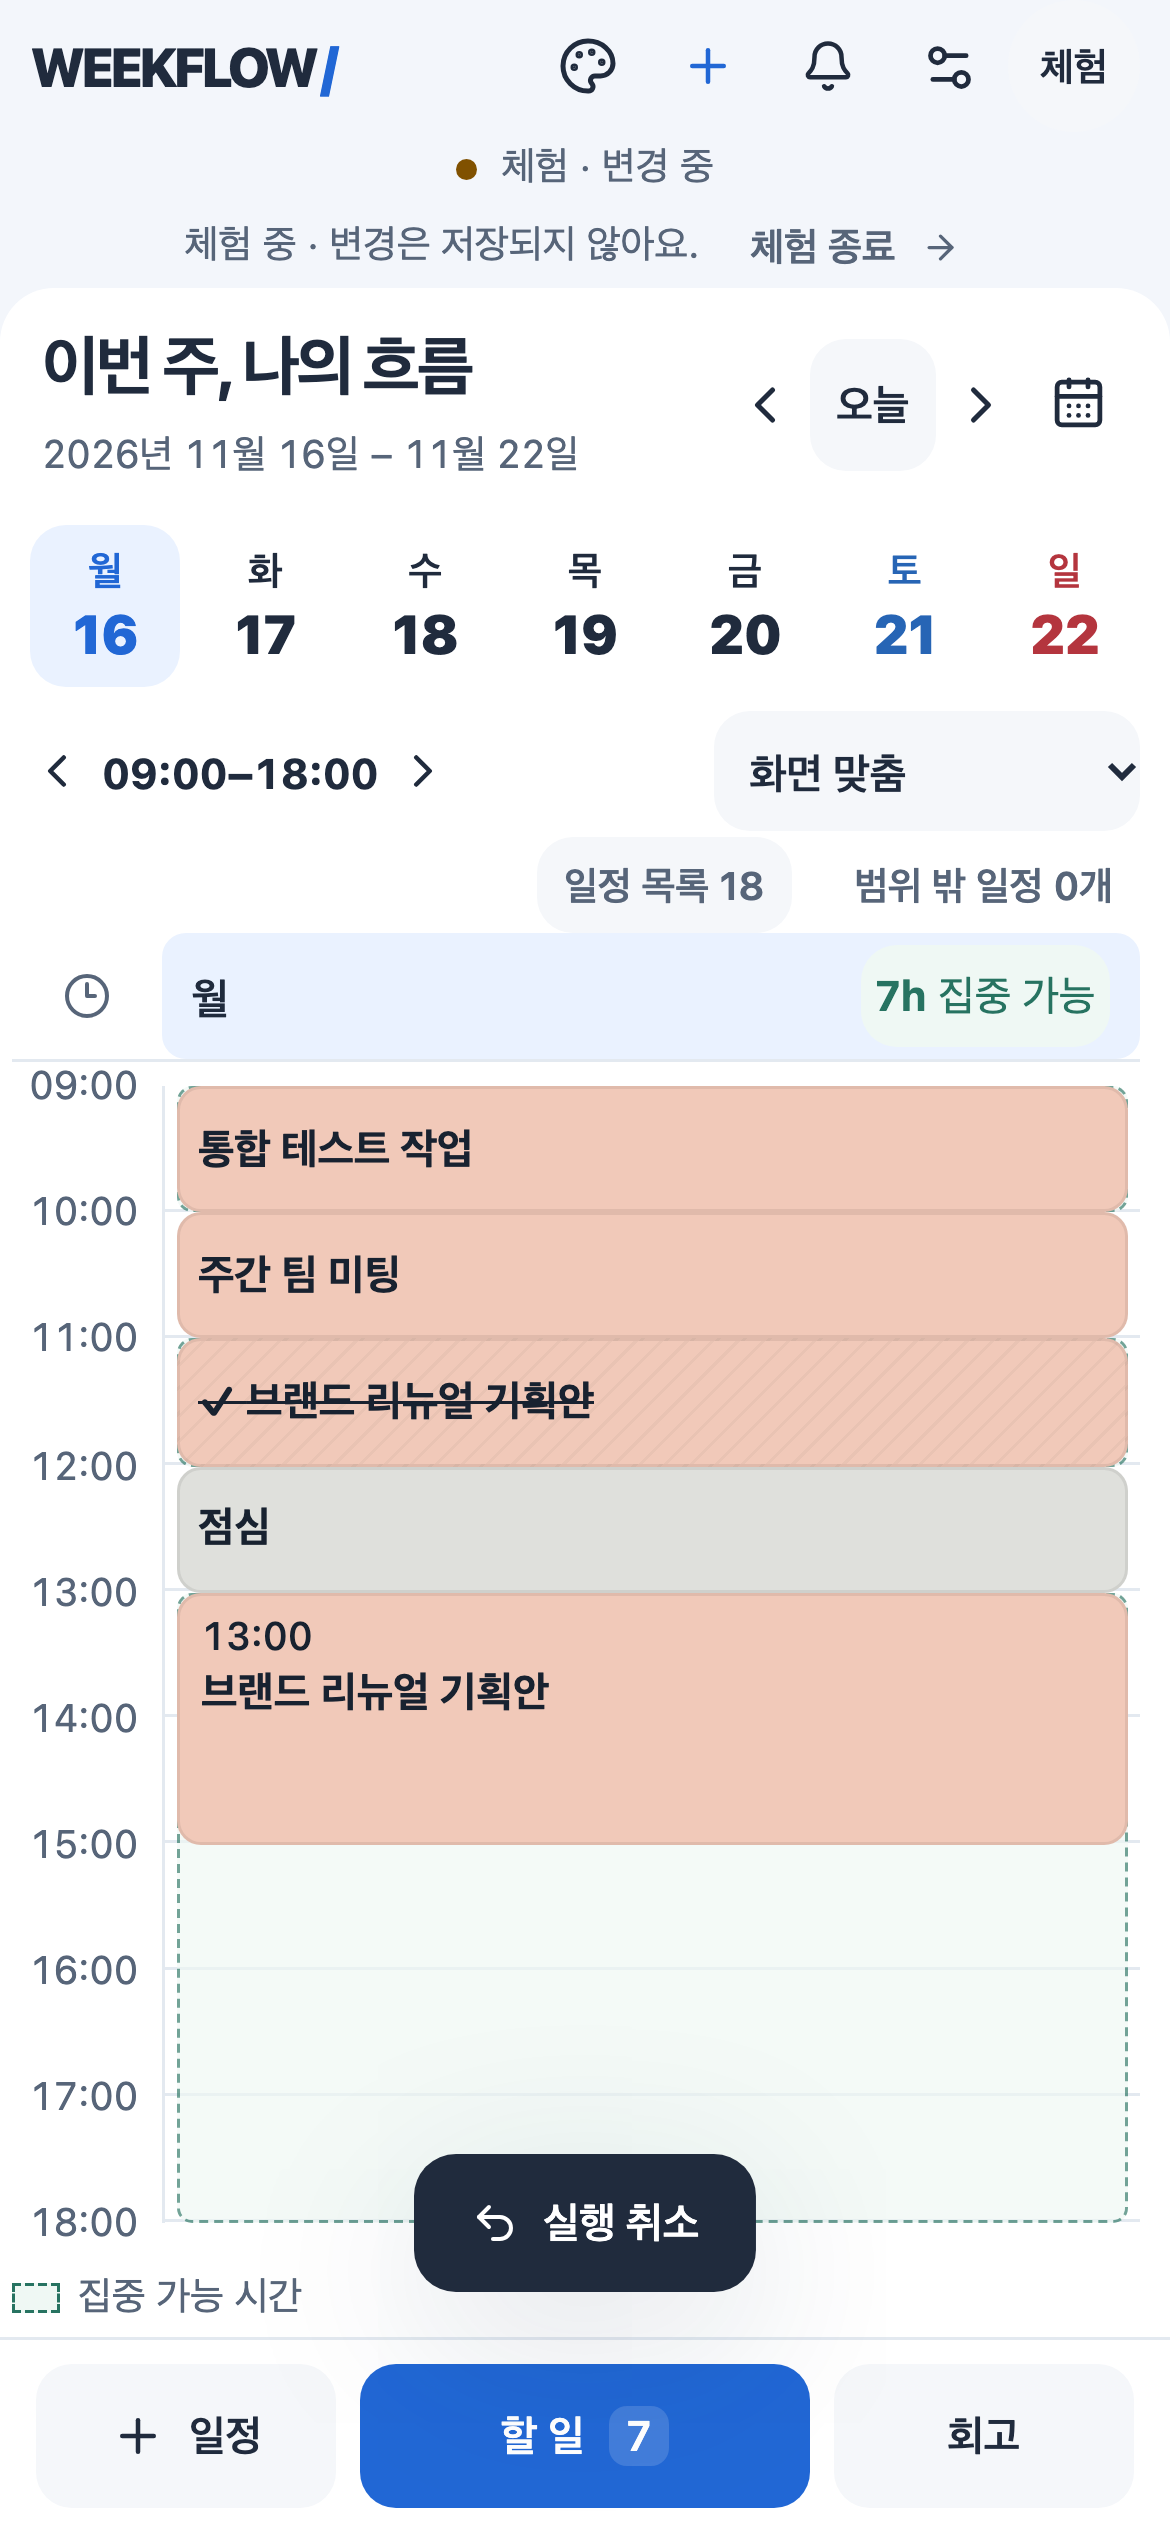 WEEKFLOW/
체험
체험 · 변경 중
체험 중 · 변경은 저장되지 않아요. 체험 종료 →
이번 주, 나의 흐름
오늘
2026년 11월 16일 – 11월 22일
월 화 수 목 금 토 일
16 17 18 19 20 21 22
09:00–18:00
화면 맞춤
일정 목록 18 범위 밖 일정 0개
월 7h 집중 가능
09:00
통합 테스트 작업
10:00
주간 팀 미팅
11:00
✓ 브랜드 리뉴얼 기획안
12:00
점심
13:00
13:00
브랜드 리뉴얼 기획안
14:00
15:00
16:00
17:00
18:00
실행 취소
집중 가능 시간
+ 일정
할 일 7
회고